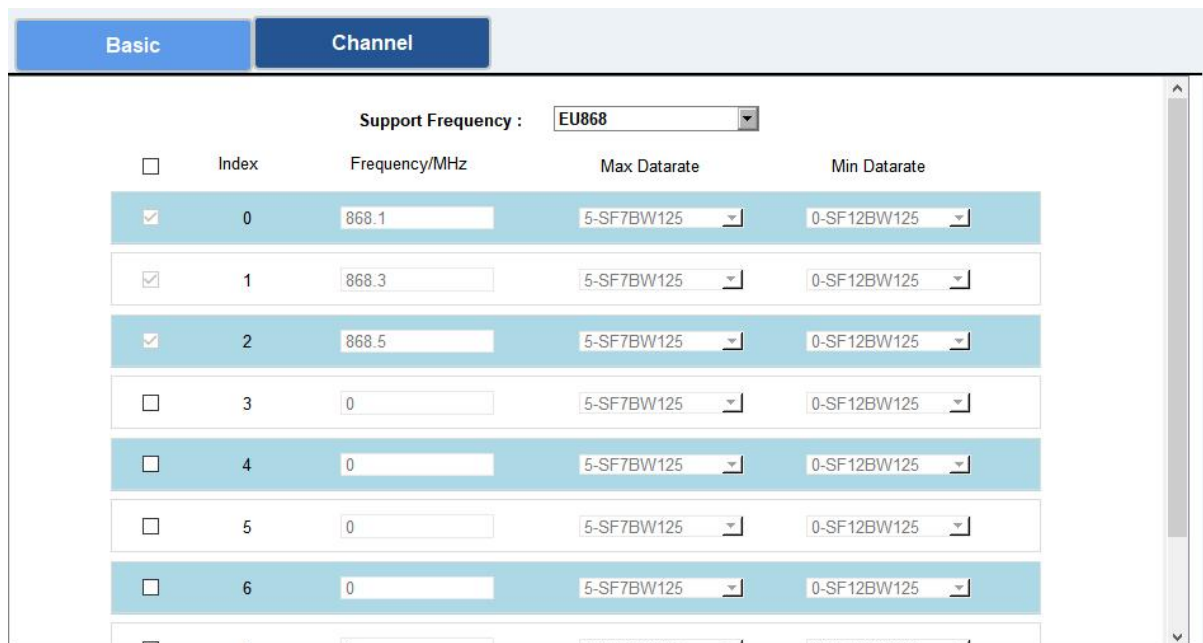 Basic Channel
Support Frequency : EU868
Index Frequency/MHz Max Datarate Min Datarate
0 868.1 5-SF7BW125 0-SF12BW125
1 868.3 5-SF7BW125 0-SF12BW125
2 868.5 5-SF7BW125 0-SF12BW125
3 0 5-SF7BW125 0-SF12BW125
4 0 5-SF7BW125 0-SF12BW125
5 0 5-SF7BW125 0-SF12BW125
6 0 5-SF7BW125 0-SF12BW125